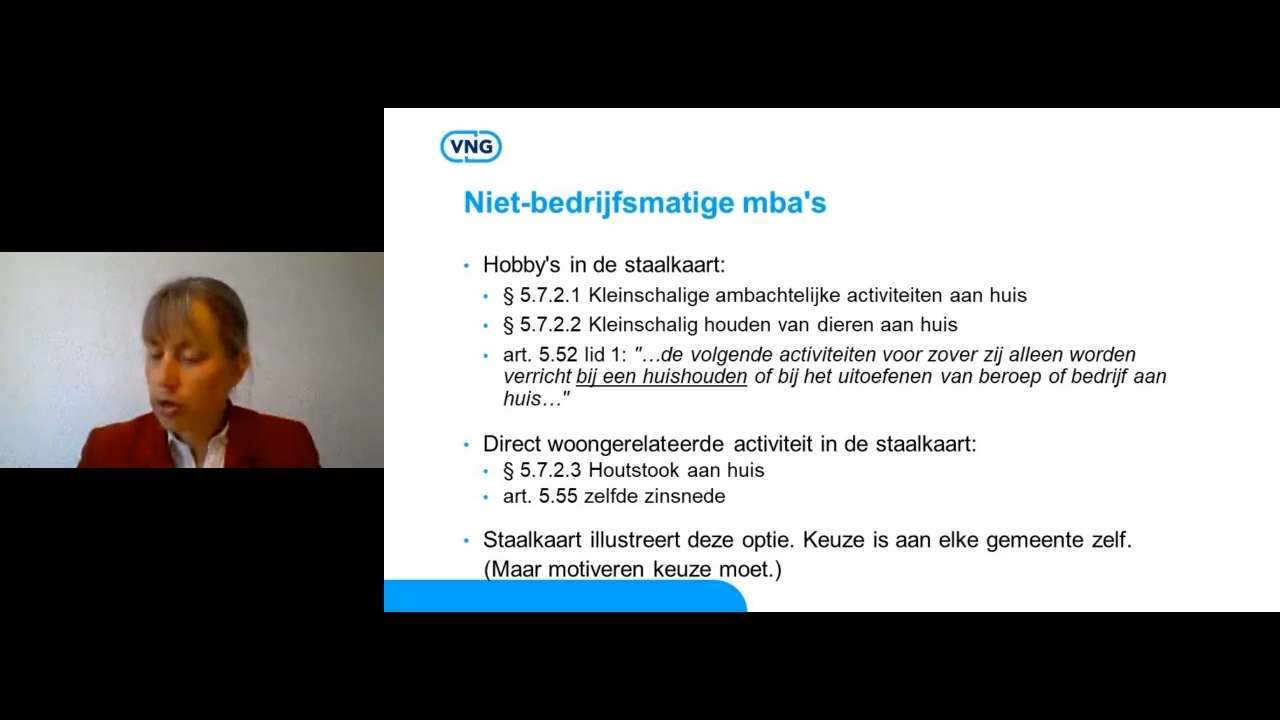 VNG
Niet-bedrijfsmatige mba's
• Hobby's in de staalkaart:
• § 5.7.2.1 Kleinschalige ambachtelijke activiteiten aan huis
• § 5.7.2.2 Kleinschalig houden van dieren aan huis
• art. 5.52 lid 1: "…de volgende activiteiten voor zover zij alleen worden
verricht bij een huishouden of bij het uitoefenen van beroep of bedrijf aan
huis…"
• Direct woongerelateerde activiteit in de staalkaart:
• § 5.7.2.3 Houtstook aan huis
• art. 5.55 zelfde zinsnede
• Staalkaart illustreert deze optie. Keuze is aan elke gemeente zelf.
(Maar motiveren keuze moet.)